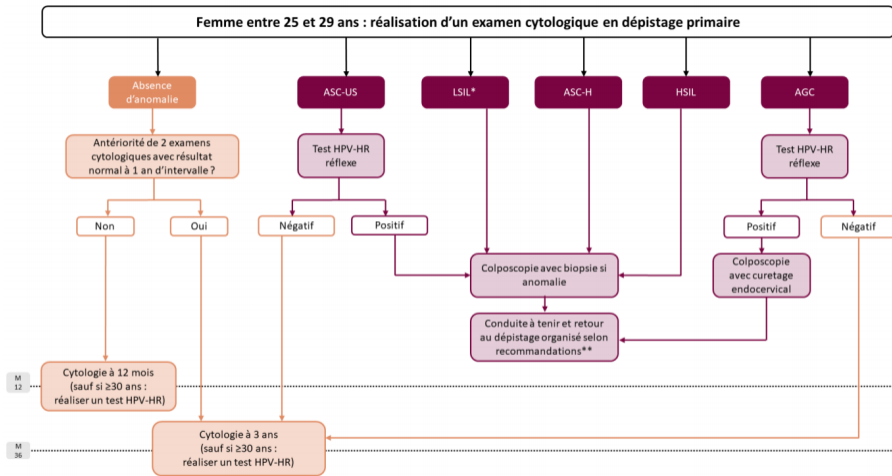 Femme entre 25 et 29 ans : réalisation d'un examen cytologique en dépistage primaire
Absence
d'anomalie
ASC-US
LSIL*
ASC-H
HSIL
AGC
Antériorité de 2 examens
cytologiques avec résultat
normal à 1 an d'intervalle ?
Test HPV-HR
réflexe
Test HPV-HR
réflexe
Non
Oui
Négatif
Positif
Positif
Négatif
Colposcopie avec biopsie si
anomalie
Colposcopie
avec curetage
endocervical
Conduite à tenir et retour
au dépistage organisé selon
recommandations**
M
12
Cytologie à 12 mois
(sauf si ≥30 ans :
réaliser un test HPV-HR)
M
36
Cytologie à 3 ans
(sauf si ≥30 ans :
réaliser un test HPV-HR)